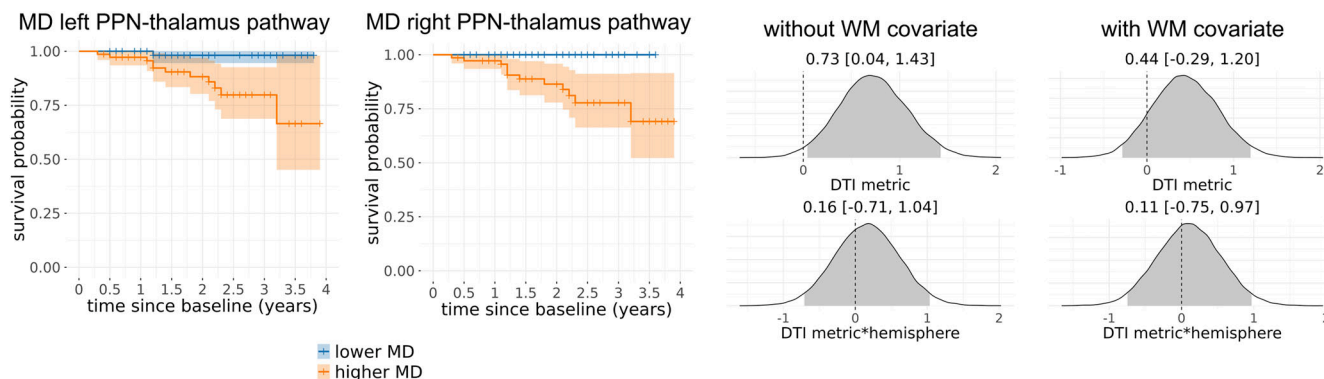 MD left PPN-thalamus pathway
survival probability
1.00
0.75
0.50
0.25
0.00
0 0.5 1 1.5 2 2.5 3 3.5 4
time since baseline (years)
MD right PPN-thalamus pathway
survival probability
1.00
0.75
0.50
0.25
0.00
0 0.5 1 1.5 2 2.5 3 3.5 4
time since baseline (years)
lower MD
higher MD
without WM covariate
0.73 [0.04, 1.43]
0 1 2
DTI metric
0.16 [-0.71, 1.04]
-1 0 1 2
DTI metric*hemisphere
with WM covariate
0.44 [-0.29, 1.20]
-1 0 1 2
DTI metric
0.11 [-0.75, 0.97]
-1 0 1 2
DTI metric*hemisphere